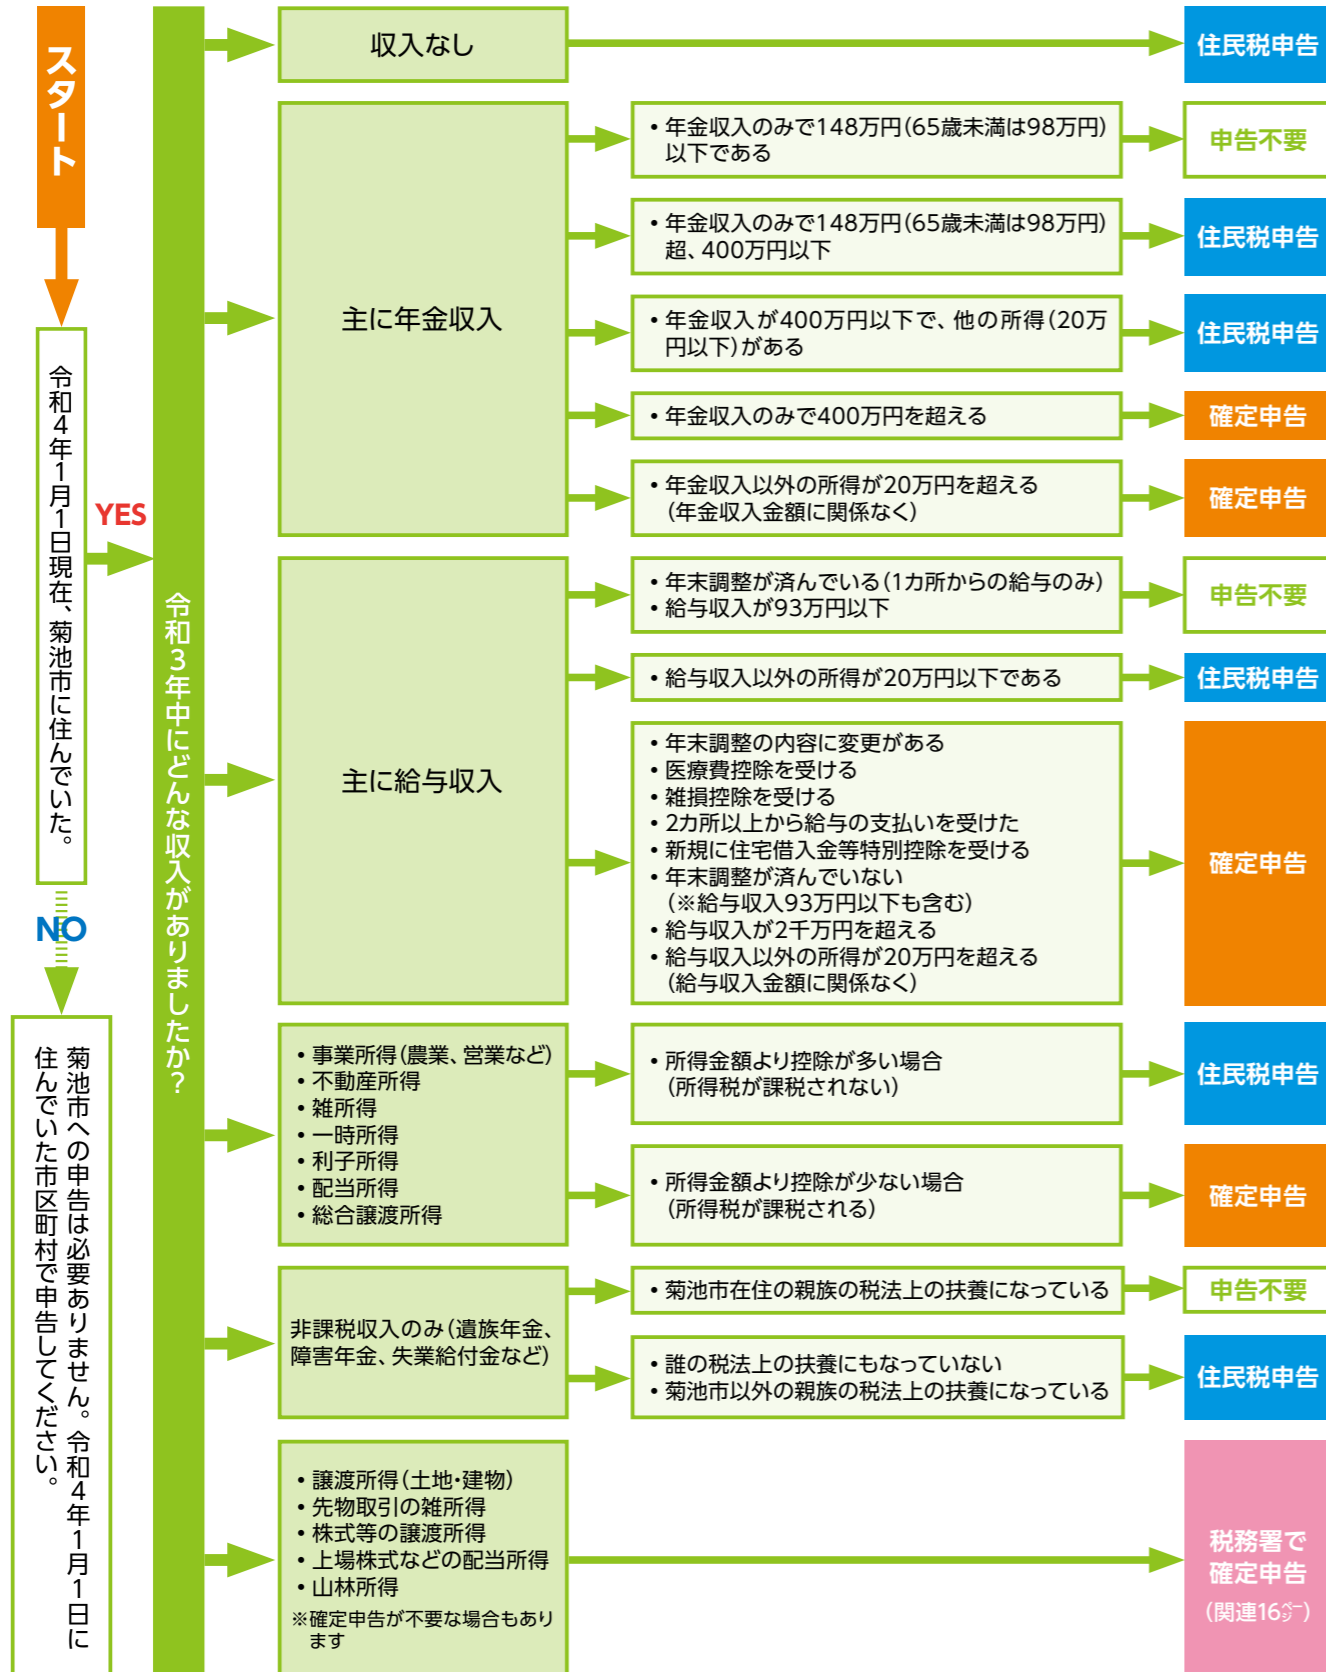 スタート
令和4年1月1日現在、菊池市に住んでいた。
YES
NO
菊池市への申告は必要ありません。令和4年1月1日に
住んでいた市区町村で申告してください。
令和3年中にどんな収入がありましたか？
収入なし
住民税申告
主に年金収入
・年金収入のみで148万円（65歳未満は98万円）
以下である
申告不要
・年金収入のみで148万円（65歳未満は98万円）
超、400万円以下
住民税申告
・年金収入が400万円以下で、他の所得（20万
円以下）がある
住民税申告
・年金収入のみで400万円を超える
確定申告
・年金収入以外の所得が20万円を超える
（年金収入金額に関係なく）
確定申告
主に給与収入
・年末調整が済んでいる（1カ所からの給与のみ）
・給与収入が93万円以下
申告不要
・給与収入以外の所得が20万円以下である
住民税申告
・年末調整の内容に変更がある
・医療費控除を受ける
・雑損控除を受ける
・2カ所以上から給与の支払いを受けた
・新規に住宅借入金等特別控除を受ける
・年末調整が済んでいない
（※給与収入93万円以下も含む）
・給与収入が2千万円を超える
・給与収入以外の所得が20万円を超える
（給与収入金額に関係なく）
確定申告
・事業所得（農業、営業など）
・不動産所得
・雑所得
・一時所得
・利子所得
・配当所得
・総合譲渡所得
・所得金額より控除が多い場合
（所得税が課税されない）
住民税申告
・所得金額より控除が少ない場合
（所得税が課税される）
確定申告
非課税収入のみ（遺族年金、
障害年金、失業給付金など）
・菊池市在住の親族の税法上の扶養になっている
申告不要
・誰の税法上の扶養にもなっていない
・菊池市以外の親族の税法上の扶養になっている
住民税申告
・譲渡所得（土地・建物）
・先物取引の雑所得
・株式等の譲渡所得
・上場株式などの配当所得
・山林所得
※確定申告が不要な場合もあり
ます
税務署で
確定申告
（関連16ページ）